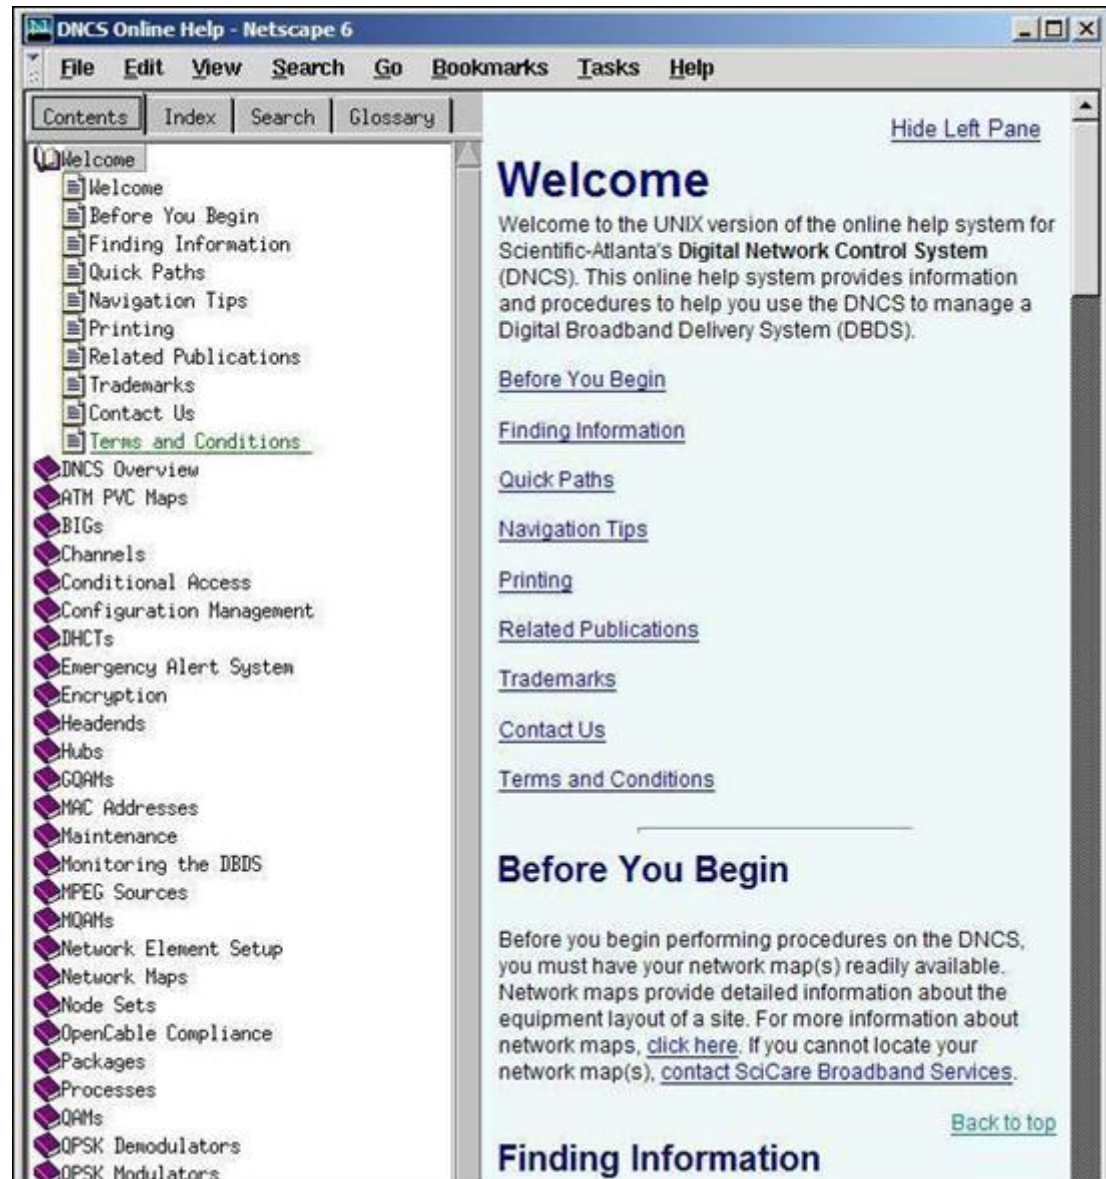 DNCS Online Help - Netscape 6
File Edit View Search Go Bookmarks Tasks Help
Contents Index Search Glossary
Welcome
Welcome
Before You Begin
Finding Information
Quick Paths
Navigation Tips
Printing
Related Publications
Trademarks
Contact Us
Terms and Conditions
DNCS Overview
ATM PVC Maps
BIGs
Channels
Conditional Access
Configuration Management
DHCTs
Emergency Alert System
Encryption
Headends
Hubs
GQAMs
MAC Addresses
Maintenance
Monitoring the DBDS
MPEG Sources
MQAMs
Network Element Setup
Network Maps
Node Sets
OpenCable Compliance
Packages
Processes
QAMs
QPSK Demodulators
QPSK Modulators
Hide Left Pane
Welcome
Welcome to the UNIX version of the online help system for
Scientific-Atlanta's Digital Network Control System
(DNCS). This online help system provides information
and procedures to help you use the DNCS to manage a
Digital Broadband Delivery System (DBDS).
Before You Begin
Finding Information
Quick Paths
Navigation Tips
Printing
Related Publications
Trademarks
Contact Us
Terms and Conditions
Before You Begin
Before you begin performing procedures on the DNCS,
you must have your network map(s) readily available.
Network maps provide detailed information about the
equipment layout of a site. For more information about
network maps, click here. If you cannot locate your
network map(s), contact SciCare Broadband Services.
Back to top
Finding Information